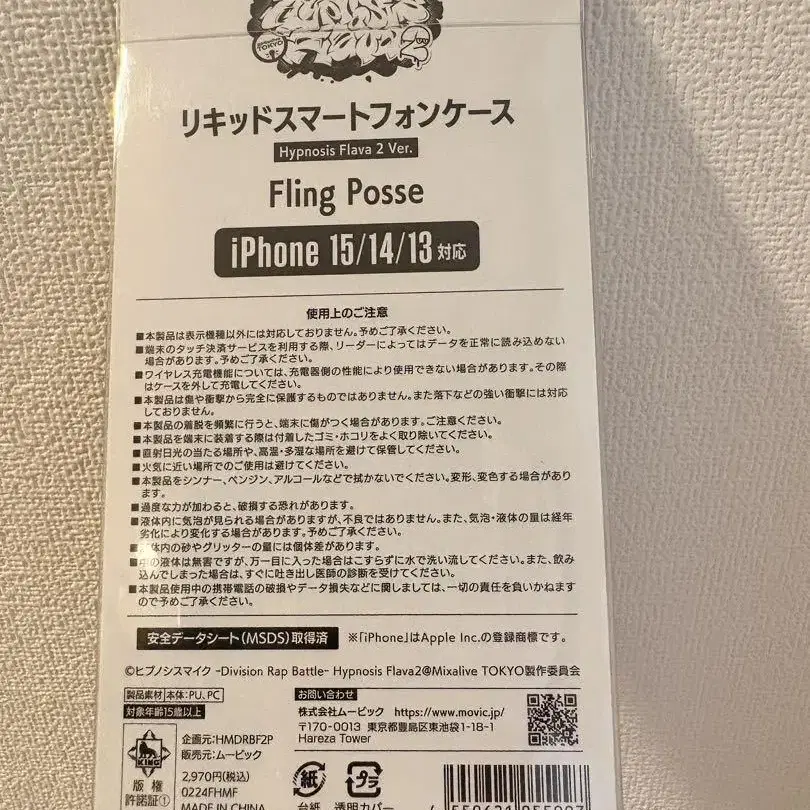 TOKYO
リキッドスマートフォンケース
Hypnosis Flava 2 Ver.
Fling Posse
iPhone 15/14/13対応
使用上のご注意
■本製品は表示機種以外には対応しておりません。予めご了承ください。
■端末のタッチ決済サービスを利用する際、リーダーによってはデータを正常に読み込めない
場合があります。予めご了承ください。
■ワイヤレス充電機能については、充電器側の性能により使用できない場合があります。その際
はケースを外して充電してください。
■本製品は傷や衝撃から完全に保護するものではありません。また落下などの強い衝撃には対応
しておりません。
■本製品の着脱を頻繁に行うと、端末に傷がつく場合があります。ご注意ください。
■本製品を端末に装着する際は付着したゴミ・ホコリをよく取り除いてください。
■直射日光の当たる場所や、高温・多湿な場所を避けて保管してください。
■火気に近い場所でのご使用は避けてください。
■本製品をシンナー、ベンジン、アルコールなどで拭かないでください。変形、変色する場合があり
ます。
■過度な力が加わると、破損する恐れがあります。
■液体内に気泡が見られる場合がありますが、不良ではありません。また、気泡・液体の量は経年
劣化により変化する場合があります。予めご了承ください。
■液体内の砂やグリッターの量には個体差があります。
■中の液体は無害ですが、万一目に入った場合はこすらずに水で洗い流してください。また、飲み
込んでしまった場合は、すぐに吐き出し医師の診断を受けてください。
■本製品使用中の携帯電話の破損やデータ損失などに関しましては、一切の責任を負いかねます
ので予めご了承ください。
安全データシート(MSDS)取得済 ※「iPhone」はApple Inc.の登録商標です。
©ヒプノシスマイク -Division Rap Battle- Hypnosis Flava2@Mixalive TOKYO製作委員会
製品素材 本体:PU、PC
対象年齢15歳以上
お問い合わせ
株式会社ムービック https://www.movic.jp/
〒170-0013 東京都豊島区東池袋1-18-1
Hareza Tower
KING
版権
許諾証①
企画元:HMDRBF2P
販売元:ムービック
2,970円(税込)
0224FHMF
MADE IN CHINA
紙
台紙
プラ
透明カバー